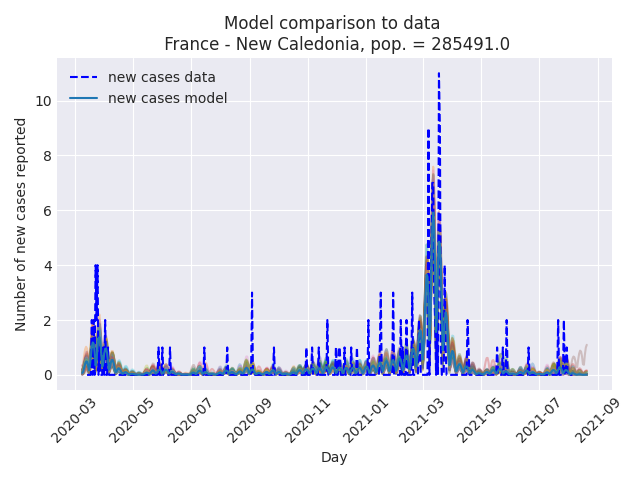 Model comparison to data
France - New Caledonia, pop. = 285491.0
new cases data
new cases model
Number of new cases reported
10
8
6
4
2
0
2020-03
2020-05
2020-07
2020-09
2020-11
2021-01
2021-03
2021-05
2021-07
2021-09
Day